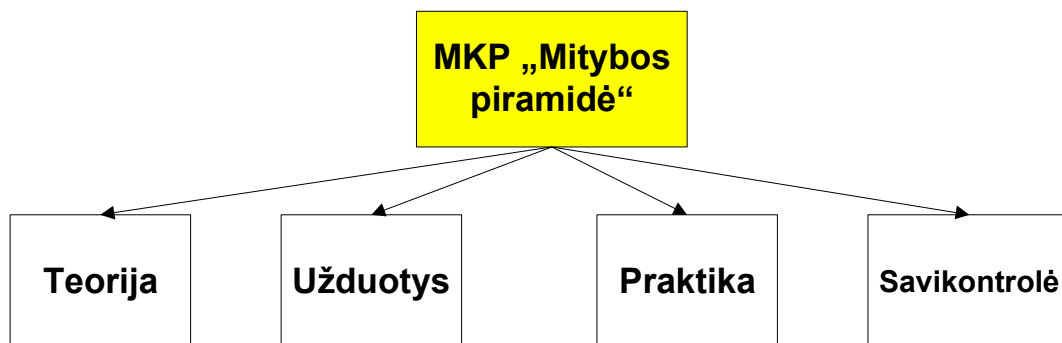 MKP „Mitybos
piramidė“
Teorija
Užduotys
Praktika
Savikontrolė